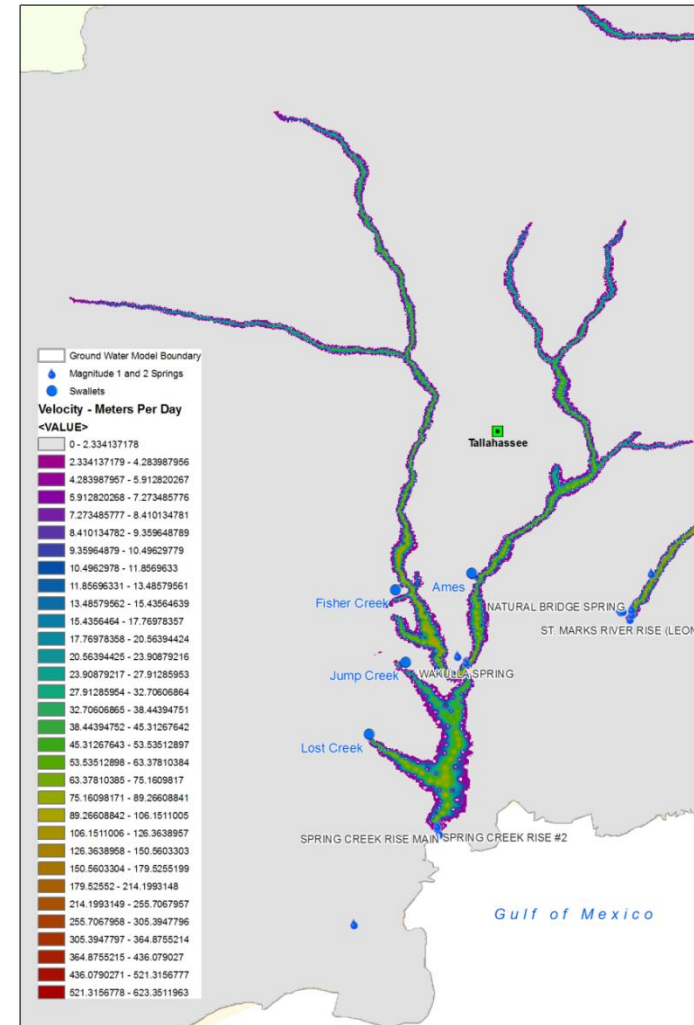 Ground Water Model Boundary
Magnitude 1 and 2 Springs
Swallets
Velocity - Meters Per Day
<VALUE>
0 - 2.334137178
2.334137179 - 4.283987956
4.283987957 - 5.912820267
5.912820268 - 7.273485776
7.273485777 - 8.410134781
8.410134782 - 9.359648789
9.35964879 - 10.49629779
10.4962978 - 11.8569633
11.85696331 - 13.48579561
13.48579562 - 15.43564639
15.4356464 - 17.76978357
17.76978358 - 20.56394424
20.56394425 - 23.90879216
23.90879217 - 27.91285953
27.91285954 - 32.70606864
32.70606865 - 38.44394751
38.44394752 - 45.31267642
45.31267643 - 53.53512897
53.53512898 - 63.37810384
63.37810385 - 75.1609817
75.16098171 - 89.26608841
89.26608842 - 106.1511005
106.1511006 - 126.3638957
126.3638958 - 150.5603303
150.5603304 - 179.5255199
179.52552 - 214.1993148
214.1993149 - 255.7067957
255.7067958 - 305.3947796
305.3947797 - 364.8755214
364.8755215 - 436.079027
436.0790271 - 521.3156777
521.3156778 - 623.3511963
Tallahassee
Ames
Fisher Creek
NATURAL BRIDGE SPRING
ST. MARKS RIVER RISE (LEON
Jump Creek
WAKULLA SPRING
Lost Creek
SPRING CREEK RISE MAIN
SPRING CREEK RISE #2
Gulf of Mexico